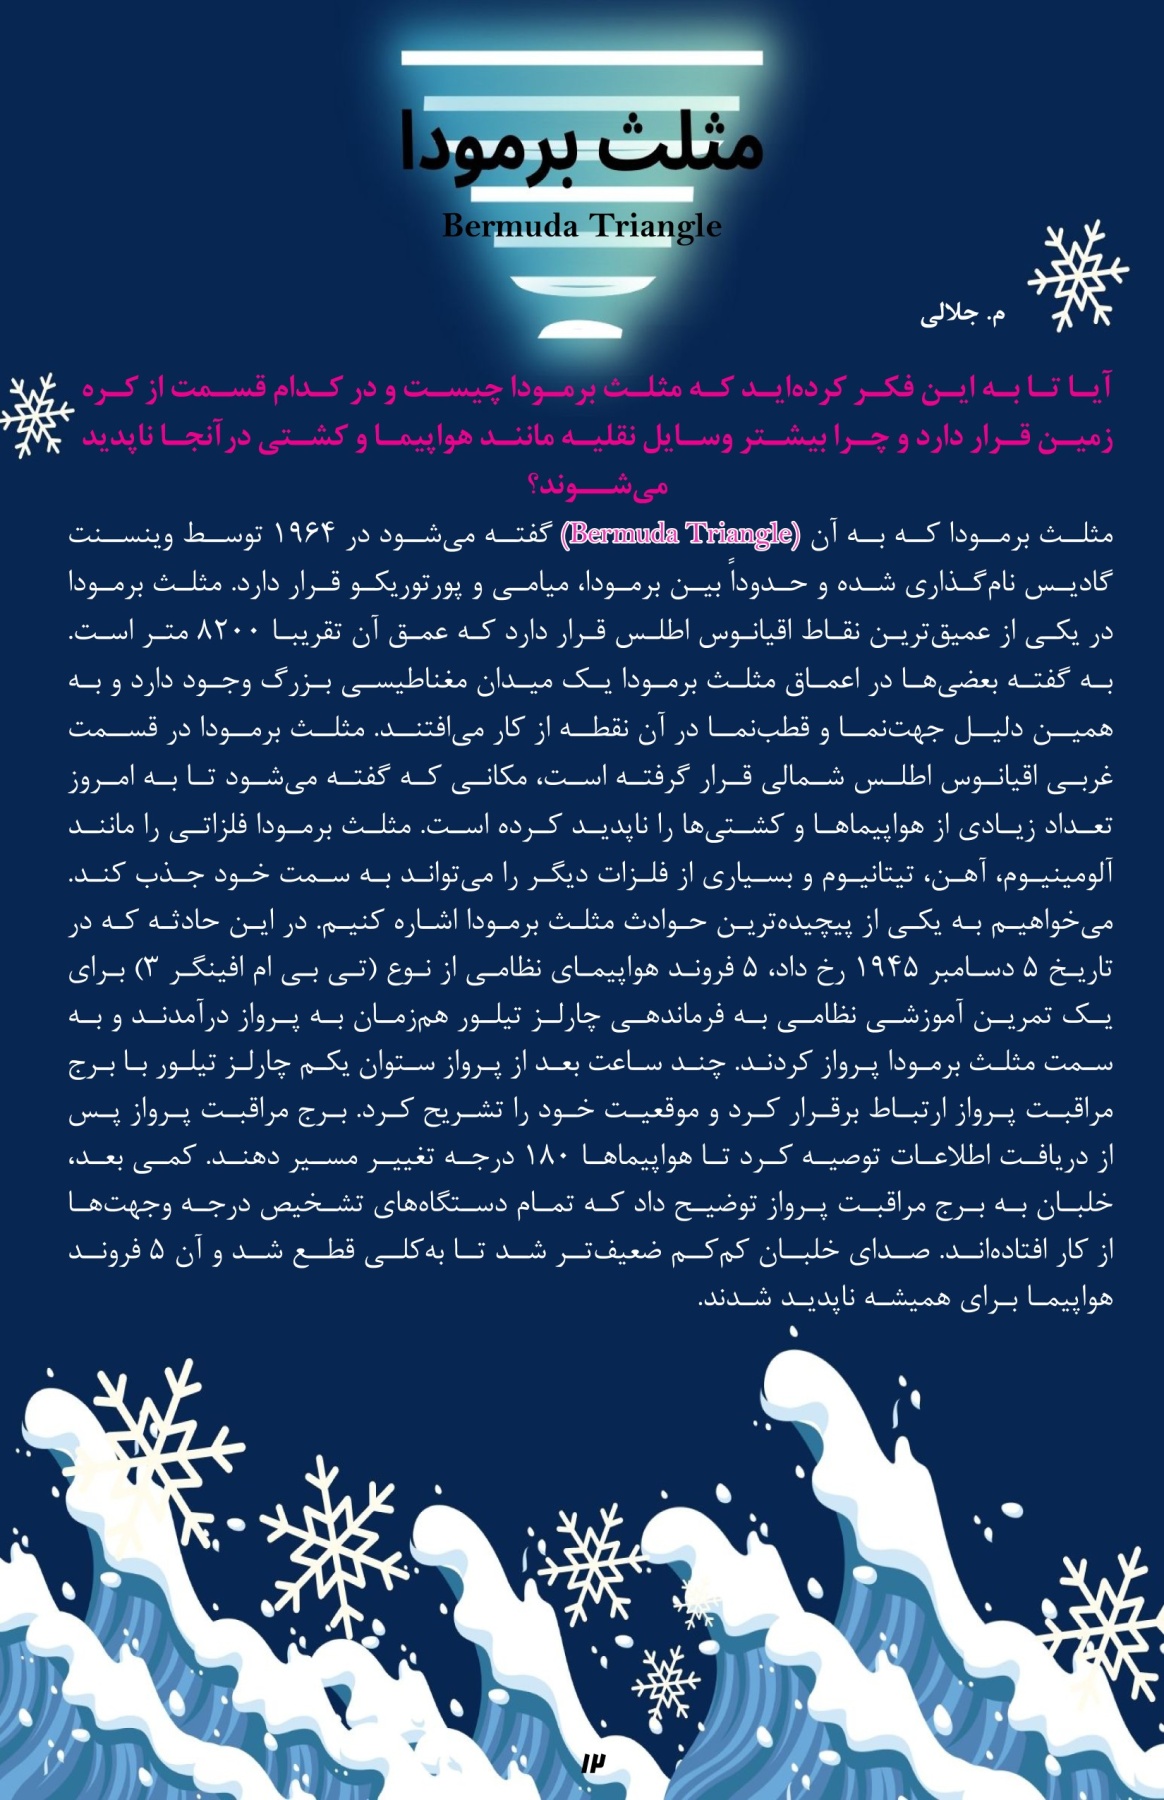 مثلث برمودا
Bermuda Triangle
م. جلالی
آیا تا به این فکر کرده‌اید که مثلث برمودا چیست و در کدام قسمت از کره
زمین قرار دارد و چرا بیشتر وسایل نقلیه مانند هواپیما و کشتی درآنجا ناپدید
می‌شوند؟
مثلث برمودا که به آن (Bermuda Triangle) گفته می‌شود در ۱۹۶۴ توسط وینسنت
گادیس نام‌گذاری شده و حدوداً بین برمودا، میامی و پورتوریکو قرار دارد. مثلث برمودا
در یکی از عمیق‌ترین نقاط اقیانوس اطلس قرار دارد که عمق آن تقریبا ۸۲۰۰ متر است.
به گفته بعضی‌ها در اعماق مثلث برمودا یک میدان مغناطیسی بزرگ وجود دارد و به
همین دلیل جهت‌نما و قطب‌نما در آن نقطه از کار می‌افتند. مثلث برمودا در قسمت
غربی اقیانوس اطلس شمالی قرار گرفته است، مکانی که گفته می‌شود تا به امروز
تعداد زیادی از هواپیماها و کشتی‌ها را ناپدید کرده است. مثلث برمودا فلزاتی را مانند
آلومینیوم، آهن، تیتانیوم و بسیاری از فلزات دیگر را می‌تواند به سمت خود جذب کند.
می‌خواهیم به یکی از پیچیده‌ترین حوادث مثلث برمودا اشاره کنیم. در این حادثه که در
تاریخ ۵ دسامبر ۱۹۴۵ رخ داد، ۵ فروند هواپیمای نظامی از نوع (تی بی ام افینگر ۳) برای
یک تمرین آموزشی نظامی به فرماندهی چارلز تیلور هم‌زمان به پرواز درآمدند و به
سمت مثلث برمودا پرواز کردند. چند ساعت بعد از پرواز ستوان یکم چارلز تیلور با برج
مراقبت پرواز ارتباط برقرار کرد و موقعیت خود را تشریح کرد. برج مراقبت پرواز پس
از دریافت اطلاعات توصیه کرد تا هواپیماها ۱۸۰ درجه تغییر مسیر دهند. کمی بعد،
خلبان به برج مراقبت پرواز توضیح داد که تمام دستگاه‌های تشخیص درجه وجهت‌ها
از کار افتاده‌اند. صدای خلبان کم‌کم ضعیف‌تر شد تا به‌کلی قطع شد و آن ۵ فروند
هواپیما برای همیشه ناپدید شدند.
۱۲